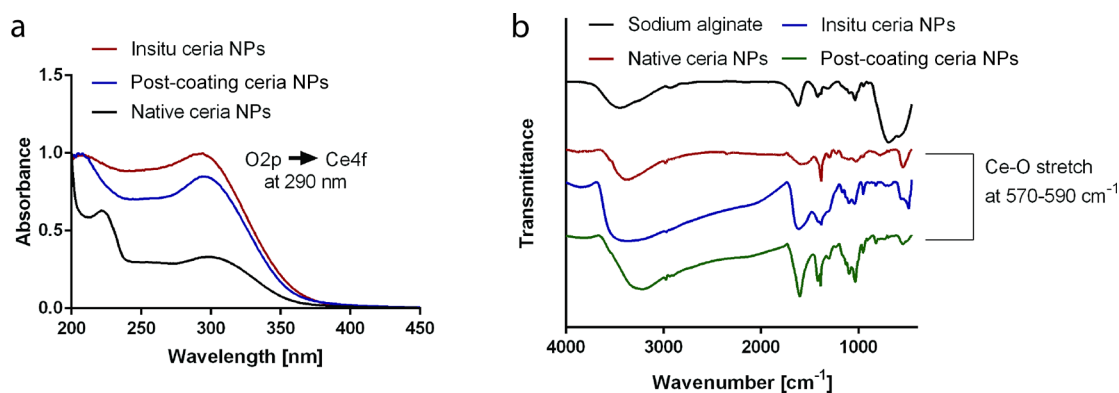 a
Insitu ceria NPs
Post-coating ceria NPs
Native ceria NPs
1.5
1.0
0.5
0.0
Absorbance
O2p → Ce4f
at 290 nm
200 250 300 350 400 450
Wavelength [nm]
b
Sodium alginate Insitu ceria NPs
Native ceria NPs Post-coating ceria NPs
Transmittance
Ce-O stretch
at 570-590 cm⁻¹
4000 3000 2000 1000
Wavenumber [cm⁻¹]